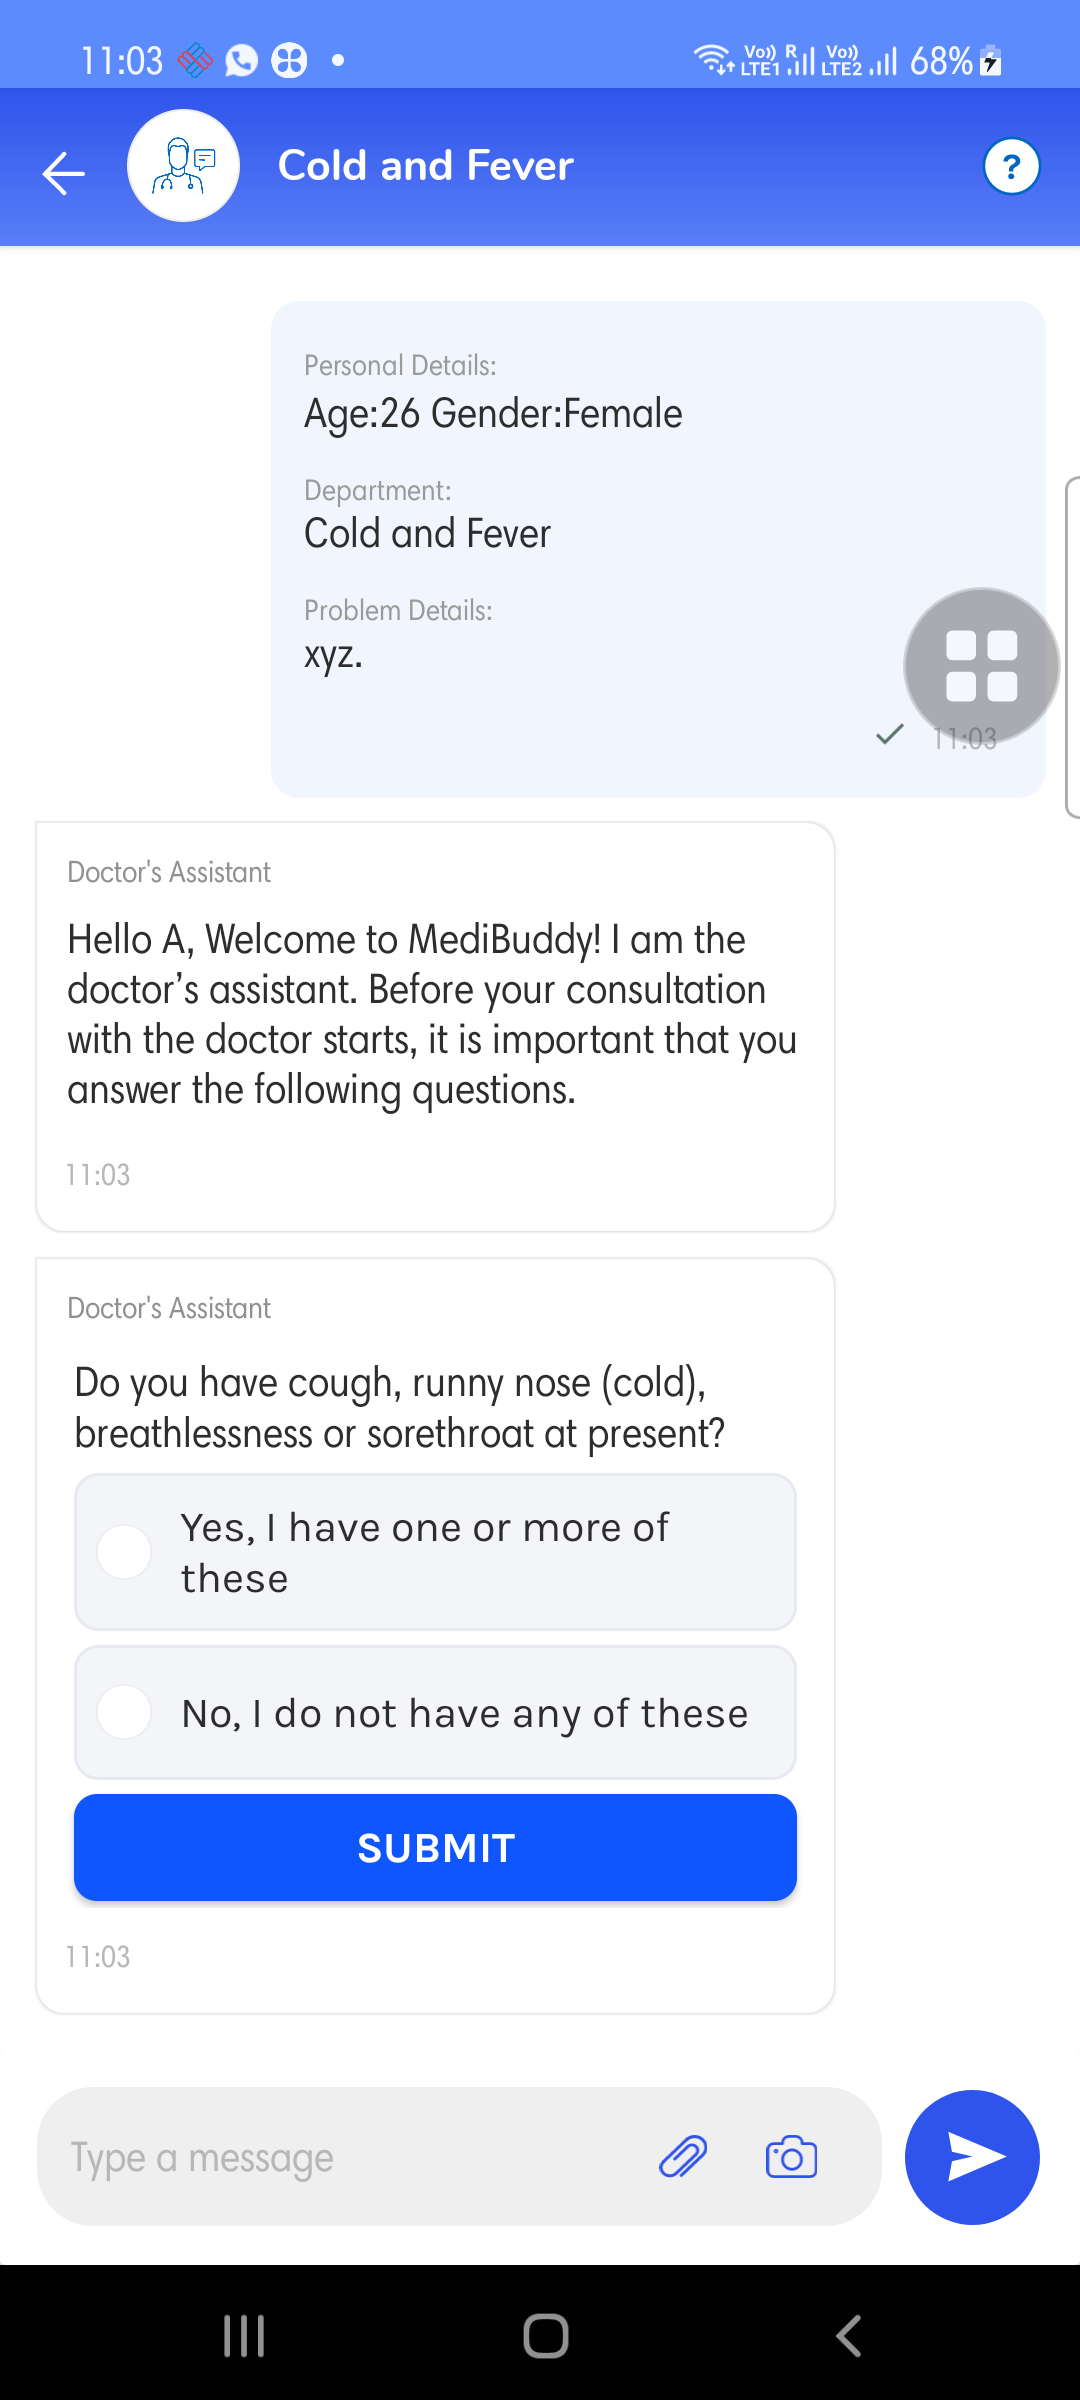 11:03
Vo)) LTE1 R Vo)) LTE2 68%
Cold and Fever
?
Personal Details:
Age:26 Gender:Female
Department:
Cold and Fever
Problem Details:
xyz.
11:03
Doctor's Assistant
Hello A, Welcome to MediBuddy! I am the
doctor’s assistant. Before your consultation
with the doctor starts, it is important that you
answer the following questions.
11:03
Doctor's Assistant
Do you have cough, runny nose (cold),
breathlessness or sorethroat at present?
Yes, I have one or more of
these
No, I do not have any of these
SUBMIT
11:03
Type a message